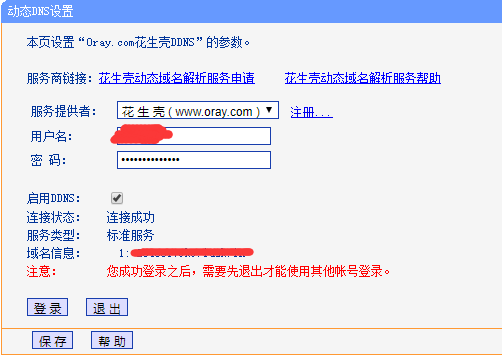 动态DNS设置
本页设置“Oray.com花生壳DDNS”的参数。
服务商链接: 花生壳动态域名解析服务申请 花生壳动态域名解析服务帮助
服务提供者: 花 生 壳 ( www.oray.com ) 注册...
用户名:
密 码: ••••••••••••••
启用DDNS:
连接状态: 连接成功
服务类型: 标准服务
域名信息: 1:
注意: 您成功登录之后，需要先退出才能使用其他帐号登录。
登 录 退 出
保 存 帮 助